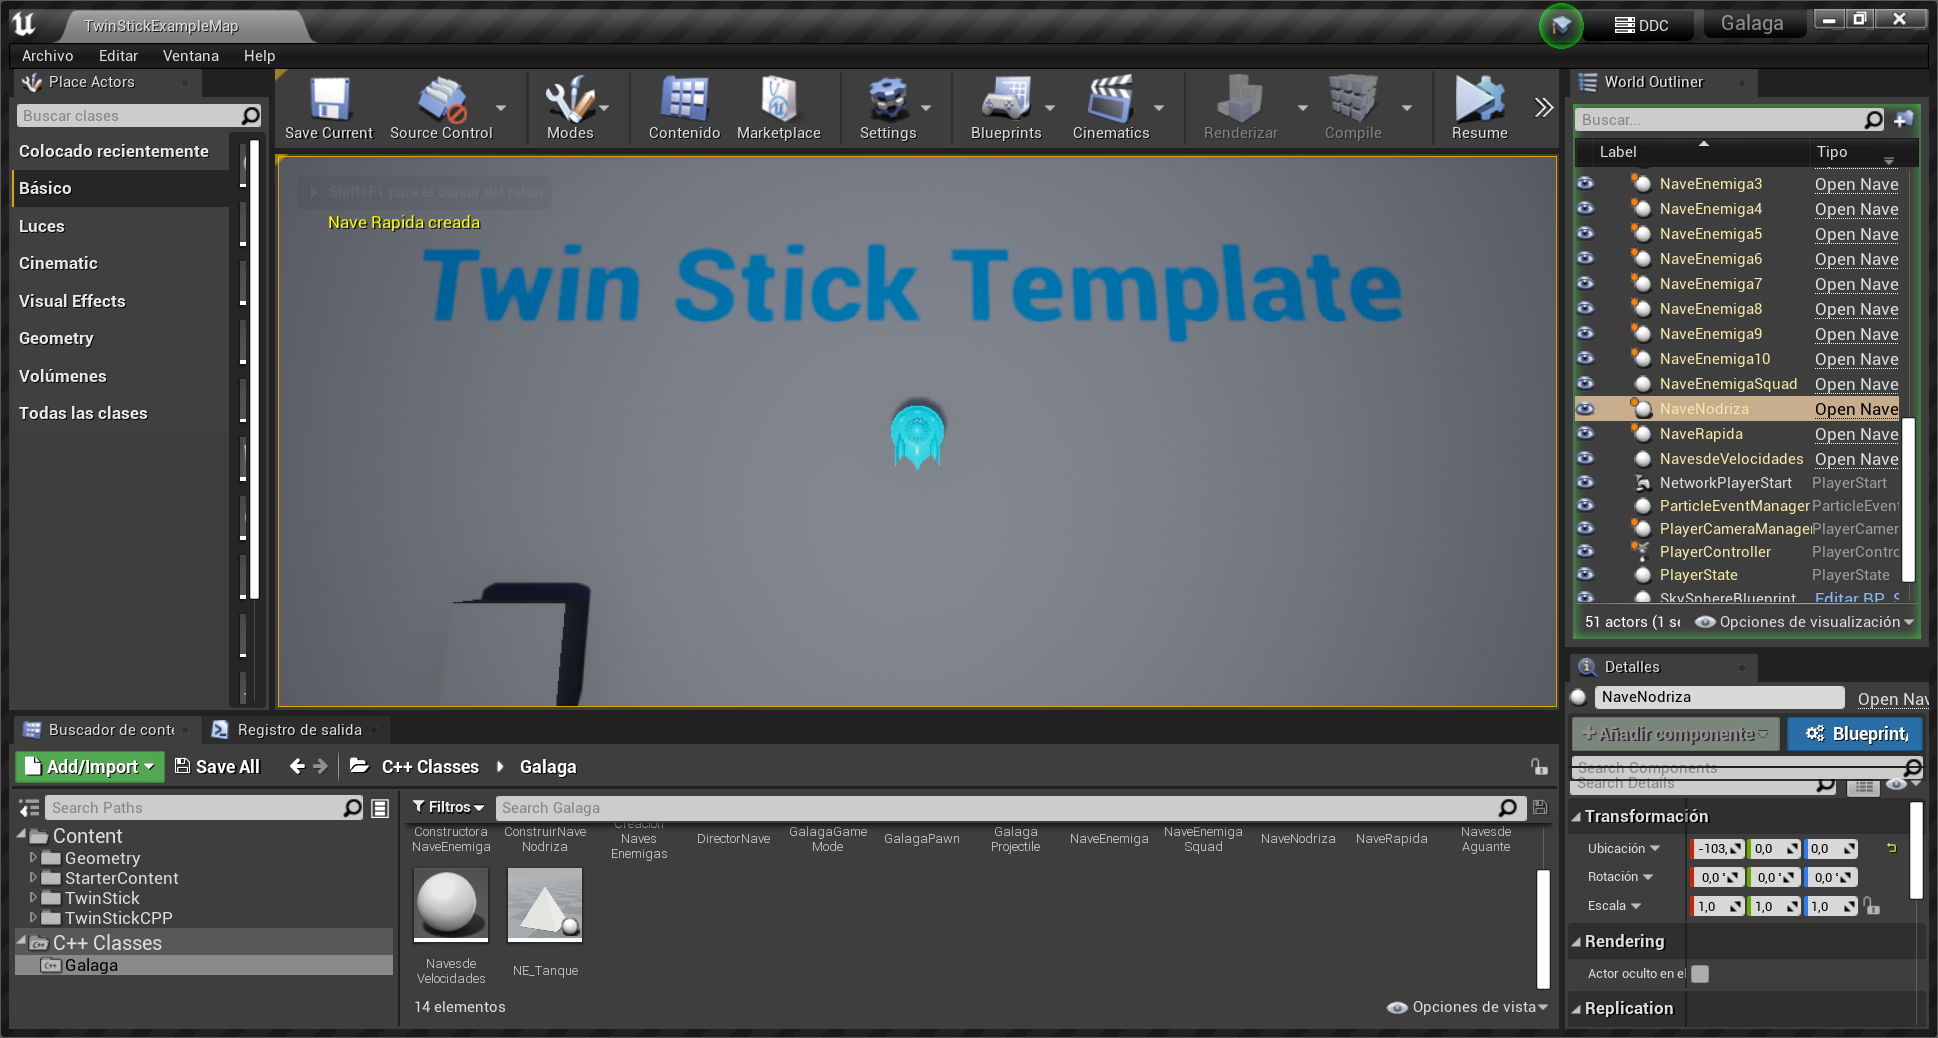 TwinStickExampleMap
DDC
Galaga
Archivo Editar Ventana Help
Place Actors
Buscar clases
Colocado recientemente
Básico
Luces
Cinematic
Visual Effects
Geometry
Volúmenes
Todas las clases
Save Current
Source Control
Modes
Contenido
Marketplace
Settings
Blueprints
Cinematics
Renderizar
Compile
Resume
Shift+F1 para el cursor del ratón
Nave Rapida creada
Twin Stick Template
World Outliner
Buscar...
Label Tipo
NaveEnemiga3 Open Nave
NaveEnemiga4 Open Nave
NaveEnemiga5 Open Nave
NaveEnemiga6 Open Nave
NaveEnemiga7 Open Nave
NaveEnemiga8 Open Nave
NaveEnemiga9 Open Nave
NaveEnemiga10 Open Nave
NaveEnemigaSquad Open Nave
NaveNodriza Open Nave
NaveRapida Open Nave
NavesdeVelocidades Open Nave
NetworkPlayerStart PlayerStart
ParticleEventManager ParticleEven
PlayerCameraManage PlayerCamer
PlayerController PlayerContro
PlayerState PlayerState
SkySphereBlueprint Editar BP_S
51 actors (1 se Opciones de visualización
Detalles
NaveNodriza Open Nav
Añadir componente Blueprint/
Search Components
Search Details
Transformación
Ubicación -103, 0,0 0,0
Rotación 0,0 ° 0,0 ° 0,0 °
Escala 1,0 1,0 1,0
Rendering
Actor oculto en el
Replication
Buscador de conte
Registro de salida
Add/Import Save All C++ Classes Galaga
Search Paths
Content
Geometry
StarterContent
TwinStick
TwinStickCPP
C++ Classes
Galaga
Filtros Search Galaga
Constructora NaveEnemiga
ConstruirNave Nodriza
Creacion Naves Enemigas
DirectorNave
GalagaGame Mode
GalagaPawn
Galaga Projectile
NaveEnemiga
NaveEnemiga Squad
NaveNodriza
NaveRapida
Navesde Aguante
Navesde Velocidades
NE_Tanque
14 elementos
Opciones de vista